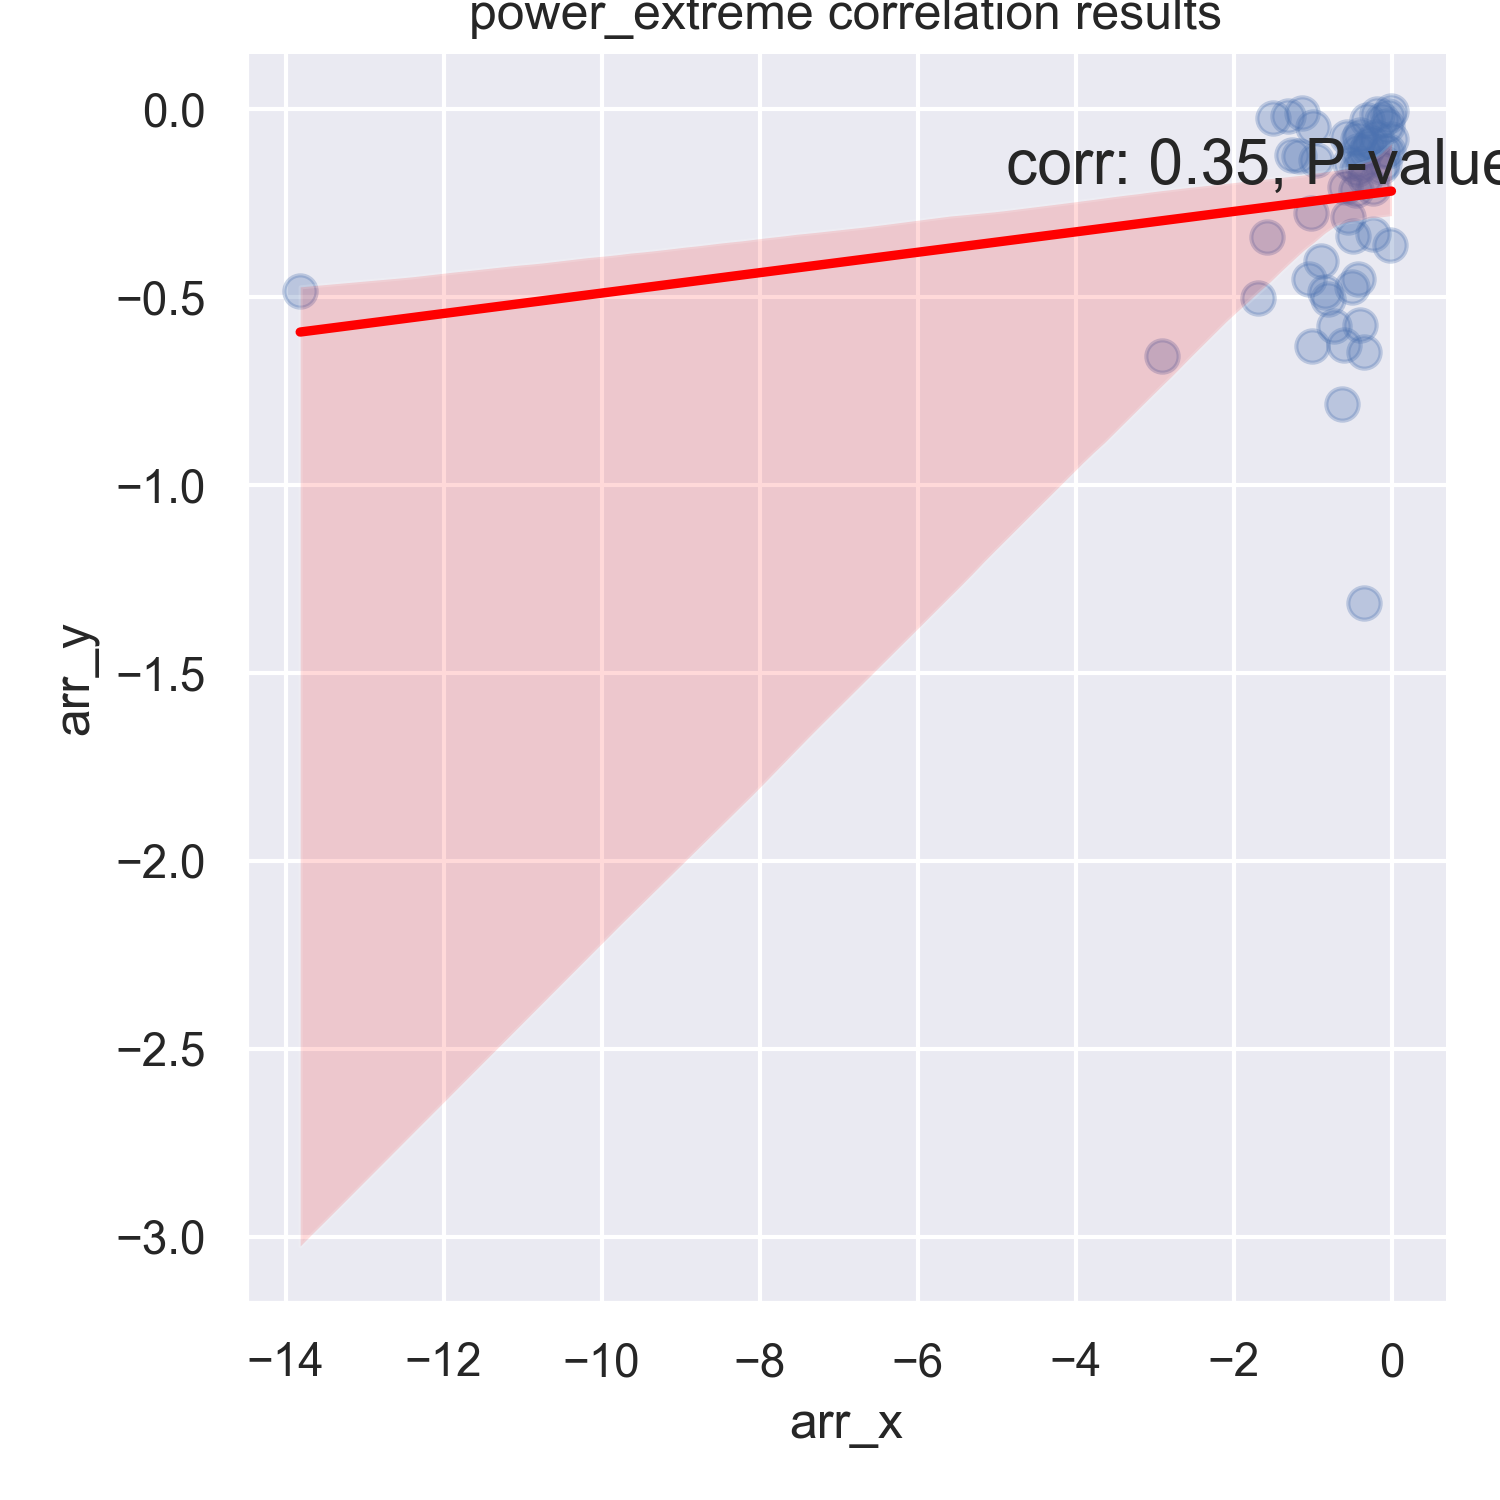 power_extreme correlation results
corr: 0.35, P-value
0.0
−0.5
−1.0
−1.5
−2.0
−2.5
−3.0
arr_y
−14 −12 −10 −8 −6 −4 −2 0
arr_x